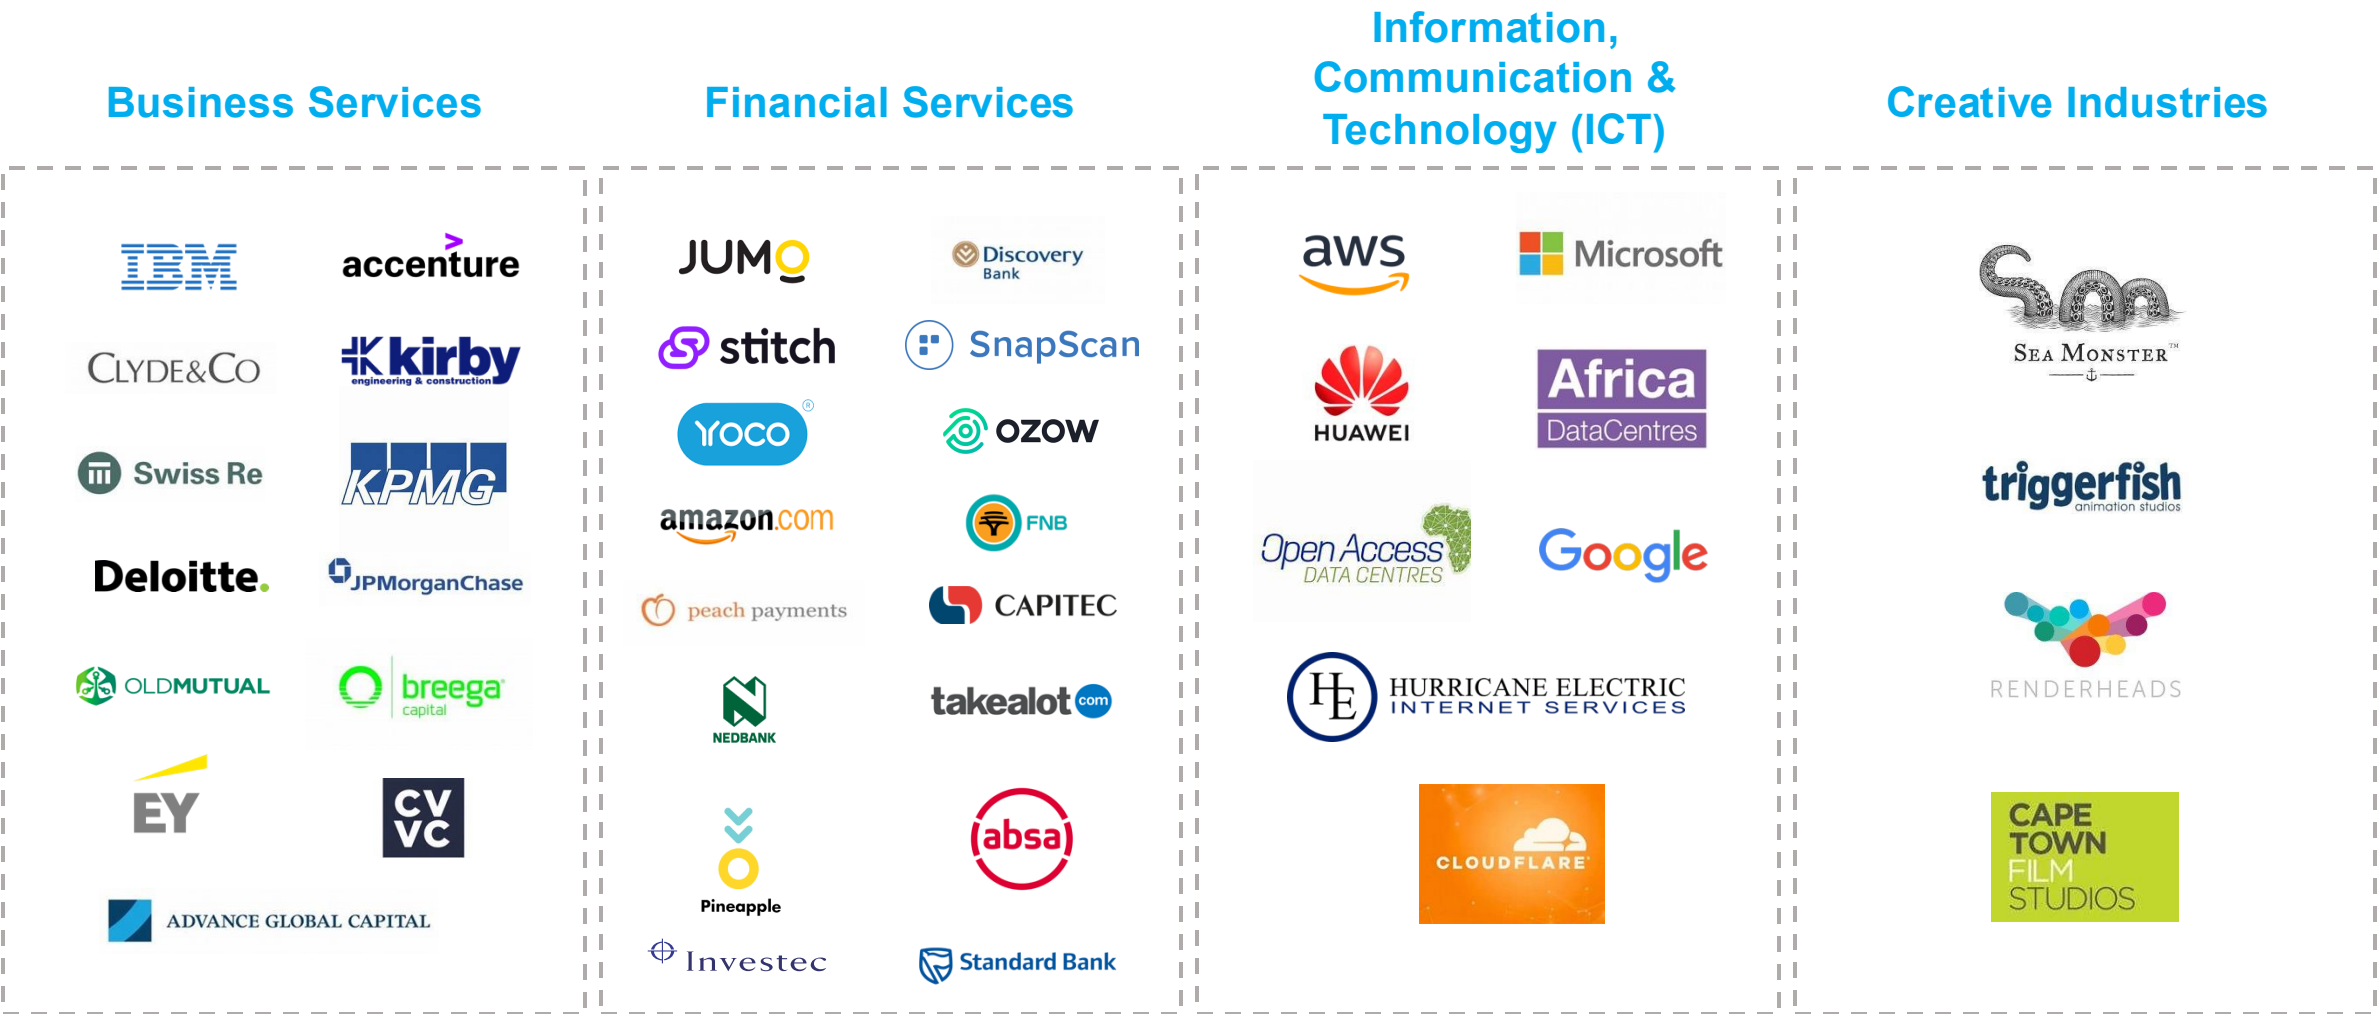 Business Services
IBM
accenture
CLYDE&CO
kirby
engineering & construction
Swiss Re
KPMG
Deloitte.
JPMorganChase
OLDMUTUAL
breega
capital
EY
CV
VC
ADVANCE GLOBAL CAPITAL
Financial Services
JUMO
Discovery
Bank
stitch
SnapScan
YOCO ®
OZOW
amazon.com
FNB
peach payments
CAPITEC
NEDBANK
takealot com
Pineapple
absa
Investec
Standard Bank
Information,
Communication &
Technology (ICT)
aws
Microsoft
HUAWEI
Africa
DataCentres
Open Access
DATA CENTRES
Google
HE
HURRICANE ELECTRIC
INTERNET SERVICES
CLOUDFLARE
Creative Industries
SEA MONSTER™
triggerfish
animation studios
RENDERHEADS
CAPE
TOWN
FILM
STUDIOS